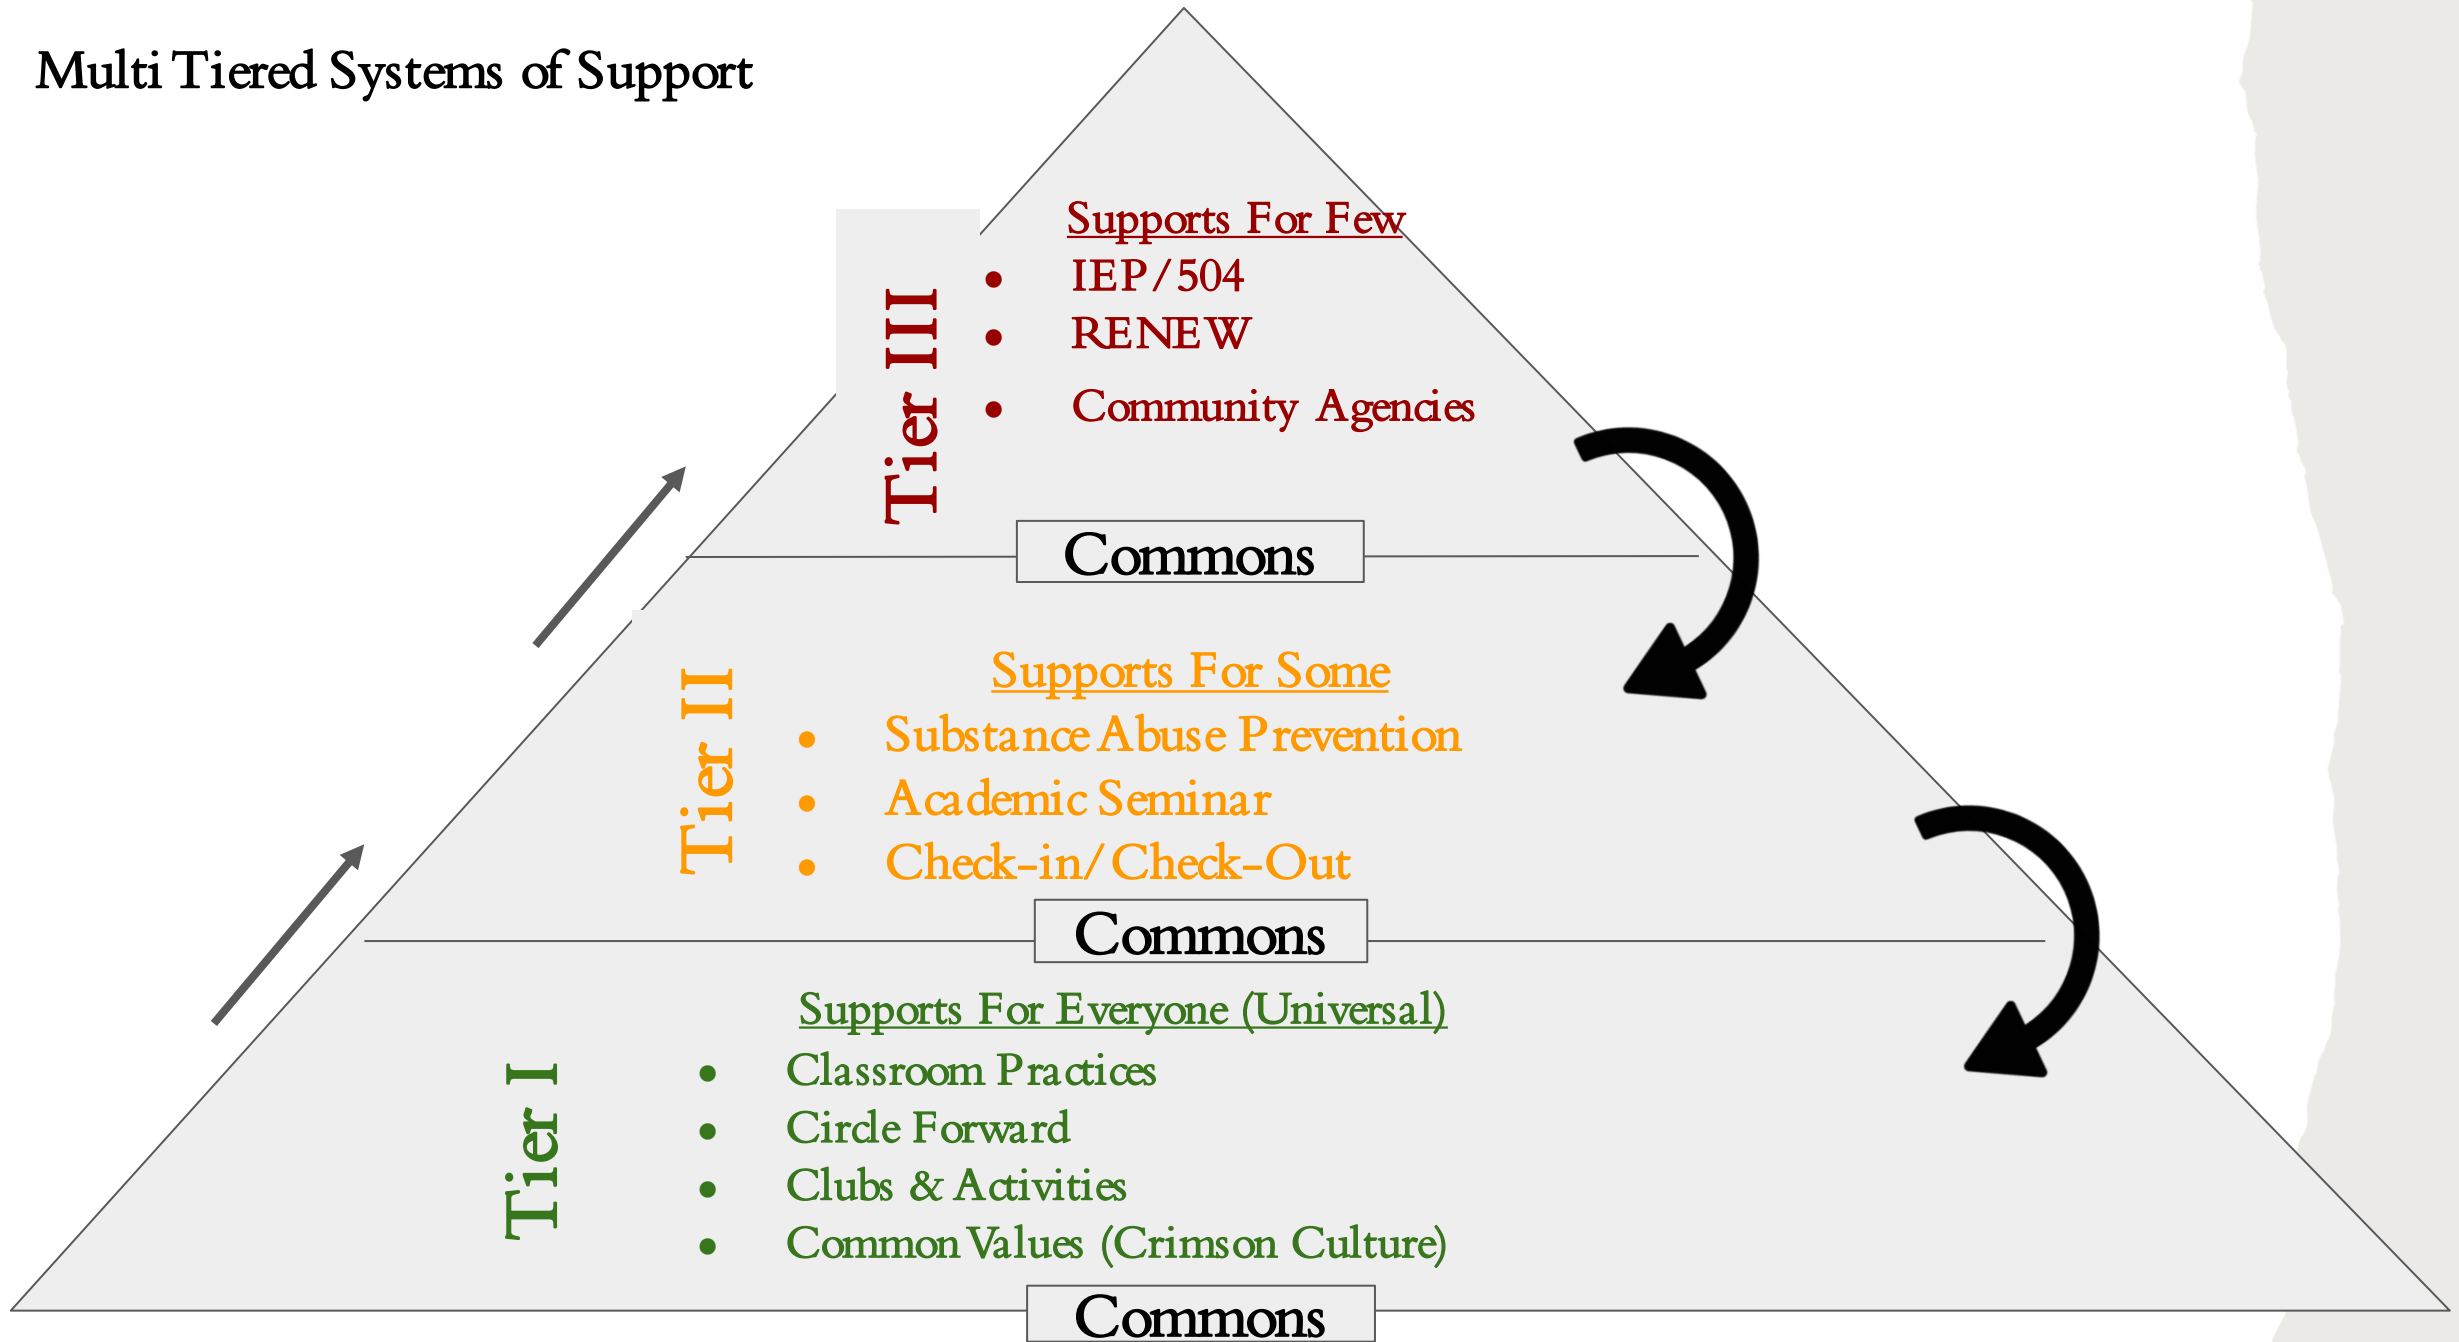 Multi Tiered Systems of Support
Tier III
Supports For Few
IEP/504
RENEW
Community Agencies
Commons
Tier II
Supports For Some
Substance Abuse Prevention
Academic Seminar
Check-in/Check-Out
Commons
Tier I
Supports For Everyone (Universal)
Classroom Practices
Circle Forward
Clubs & Activities
Common Values (Crimson Culture)
Commons